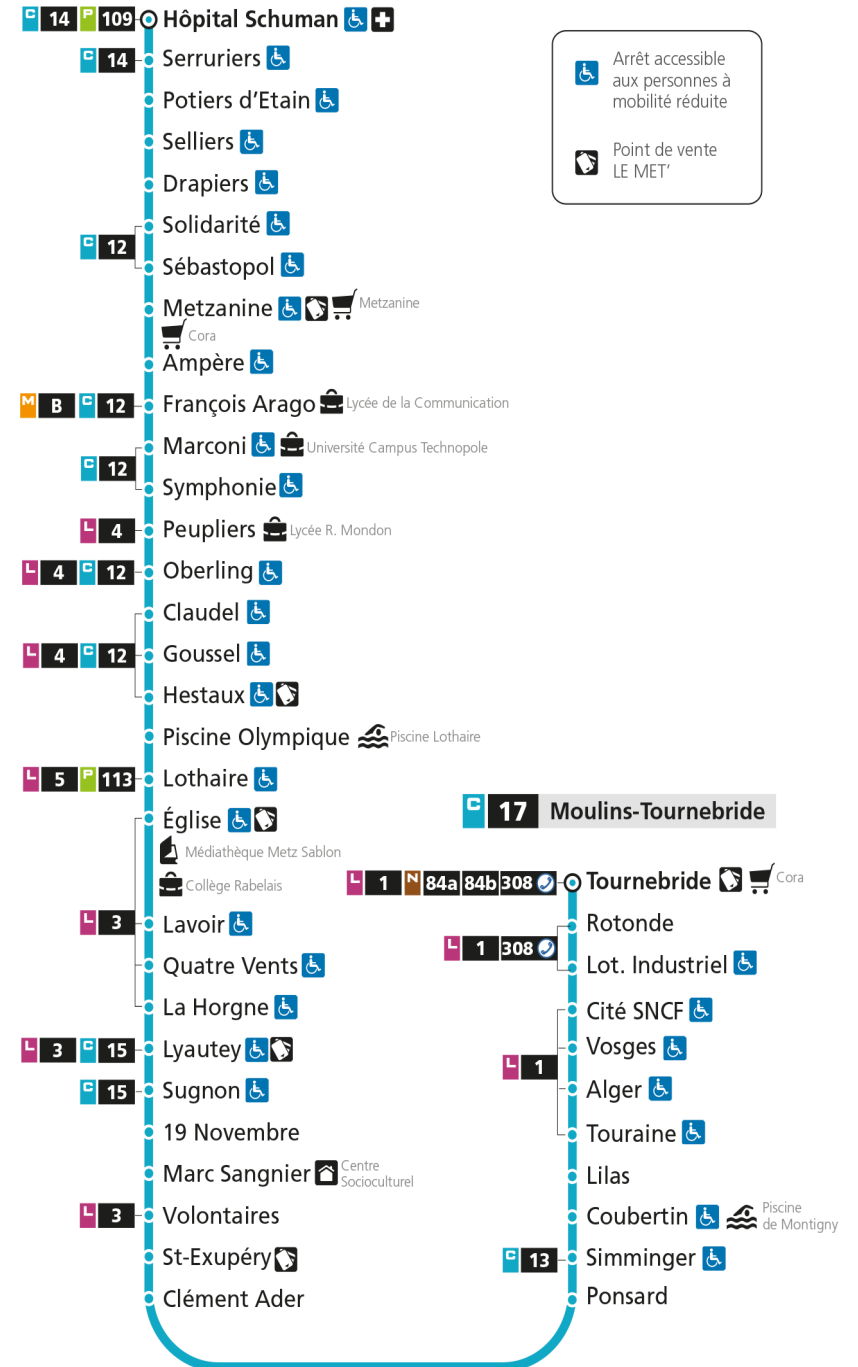 C 14 P 109 Hôpital Schuman
C 14 Serruriers
Potiers d'Etain
Selliers
Drapiers
Solidarité
C 12
Sébastopol
Metzanine Metzanine
Cora
Ampère
M B C 12 François Arago Lycée de la Communication
Marconi Université Campus Technopole
C 12
Symphonie
L 4 Peupliers Lycée R. Mondon
L 4 C 12 Oberling
Claudel
L 4 C 12 Goussel
Hestaux
Piscine Olympique Piscine Lothaire
L 5 P 113 Lothaire
Église
Médiathèque Metz Sablon
Collège Rabelais
L 3 Lavoir
Quatre Vents
La Horgne
L 3 C 15 Lyautey
C 15 Sugnon
19 Novembre
Marc Sangnier Centre
Socioculturel
L 3 Volontaires
St-Exupéry
Clément Ader
Arrêt accessible
aux personnes à
mobilité réduite
Point de vente
LE MET'
C 17 Moulins-Tournebride
L 1 N 84a 84b 308 Tournebride Cora
Rotonde
L 1 308
Lot. Industriel
Cité SNCF
Vosges
L 1
Alger
Touraine
Lilas
Coubertin Piscine
de Montigny
C 13 Simminger
Ponsard